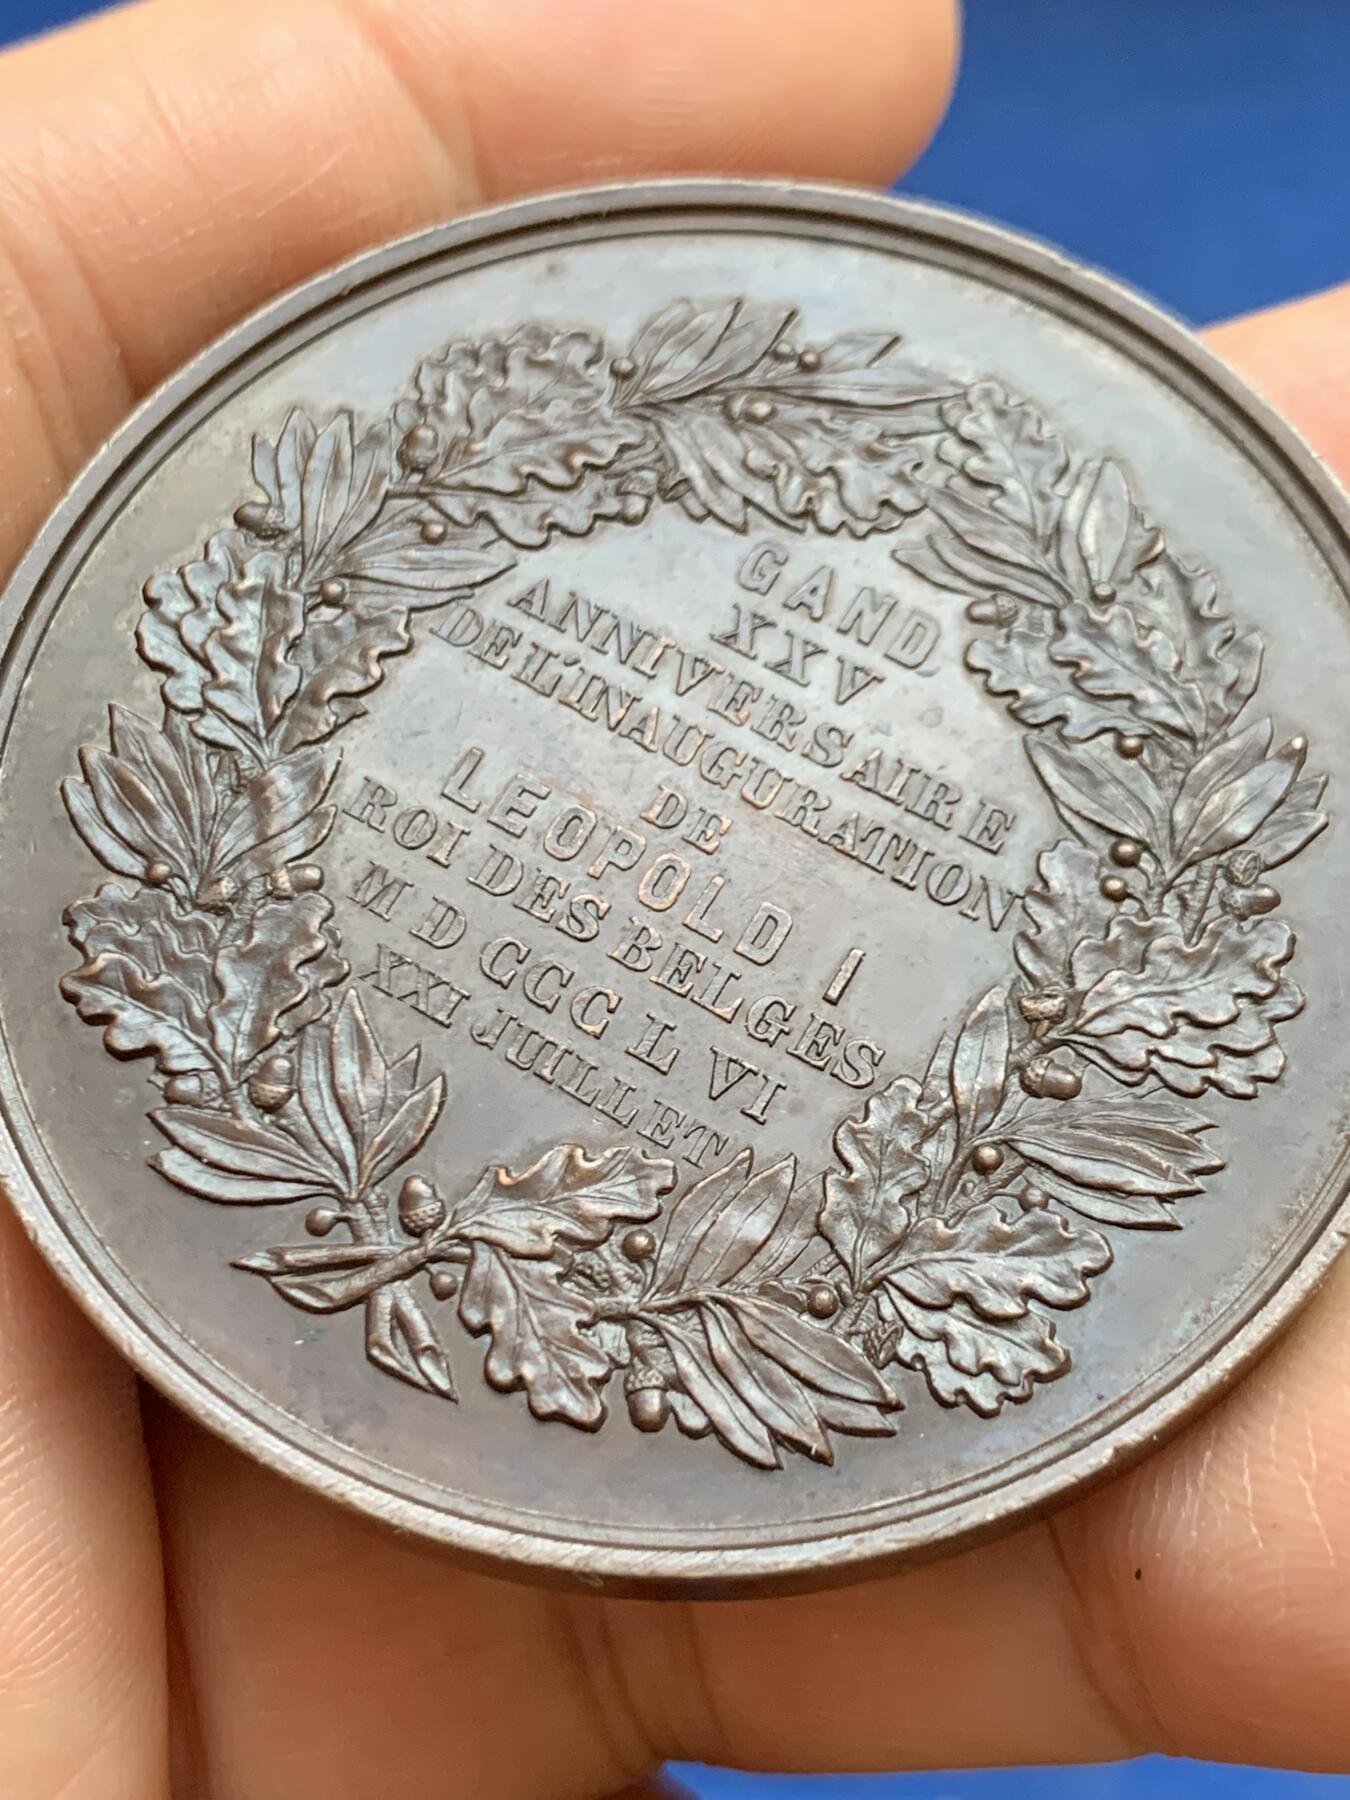 GAND
XXV
ANNIVERSAIRE
DE L'INAUGURATION
DE
LEOPOLD I
ROI DES BELGES
M D CCC L VI
XXI JUILLET